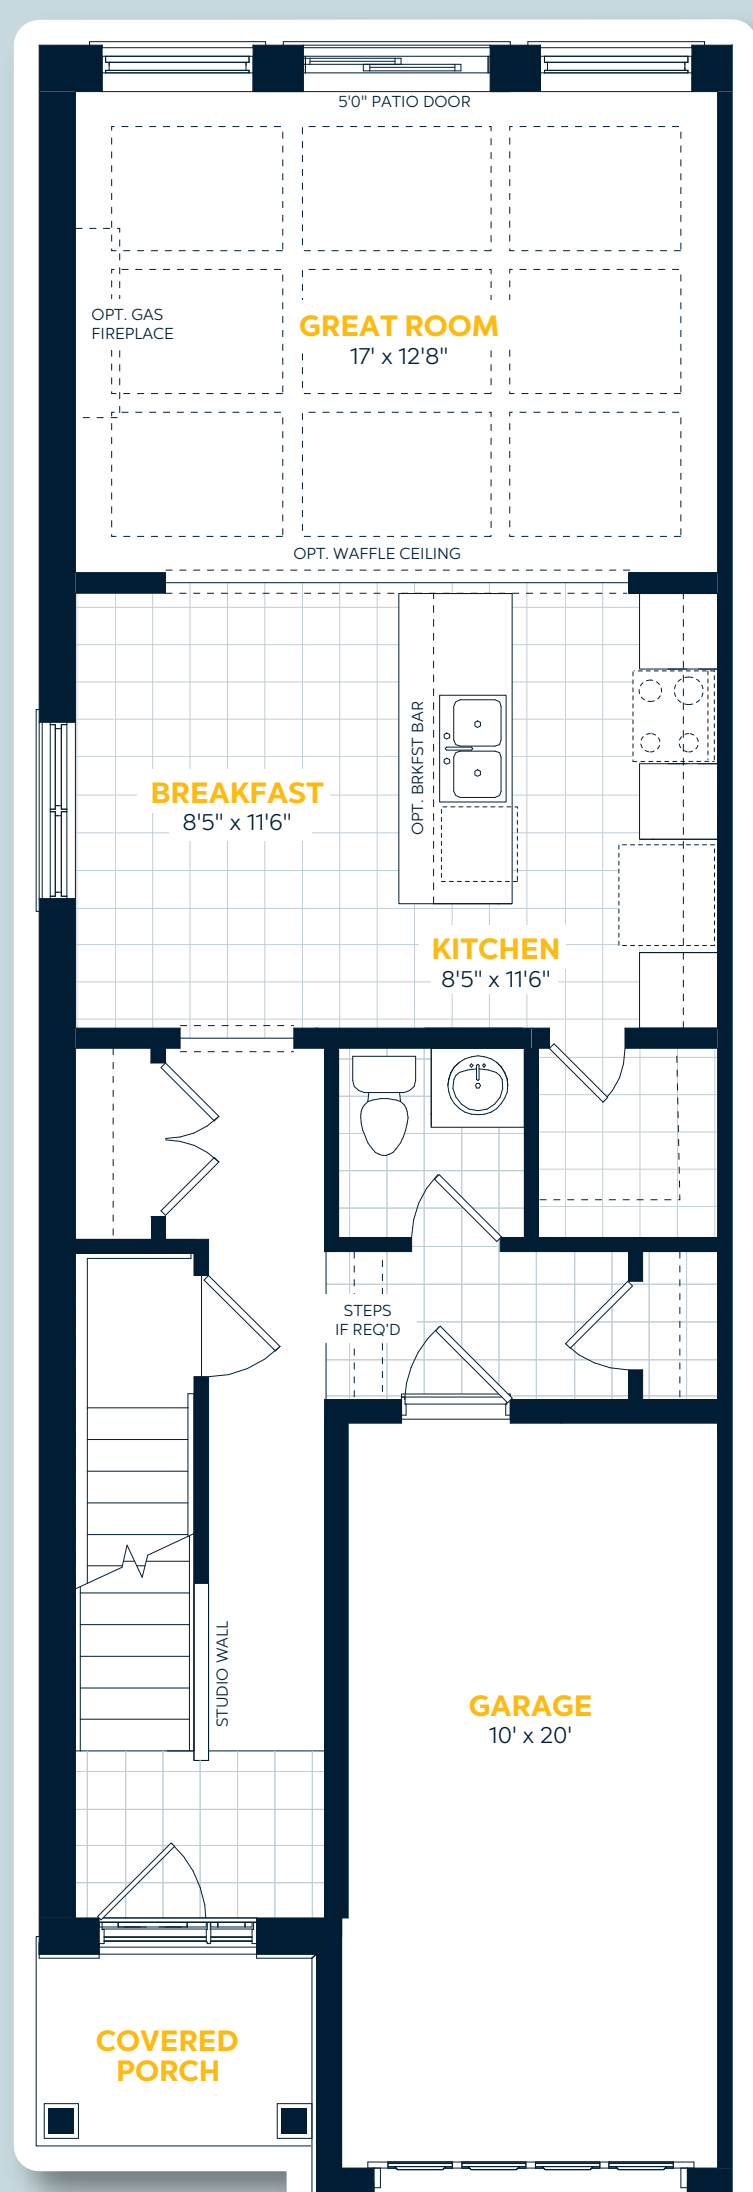 5'0" PATIO DOOR
OPT. GAS
FIREPLACE
GREAT ROOM
17' x 12'8"
OPT. WAFFLE CEILING
OPT. BRKFST BAR
BREAKFAST
8'5" x 11'6"
KITCHEN
8'5" x 11'6"
STEPS
IF REQ'D
STUDIO WALL
GARAGE
10' x 20'
COVERED
PORCH